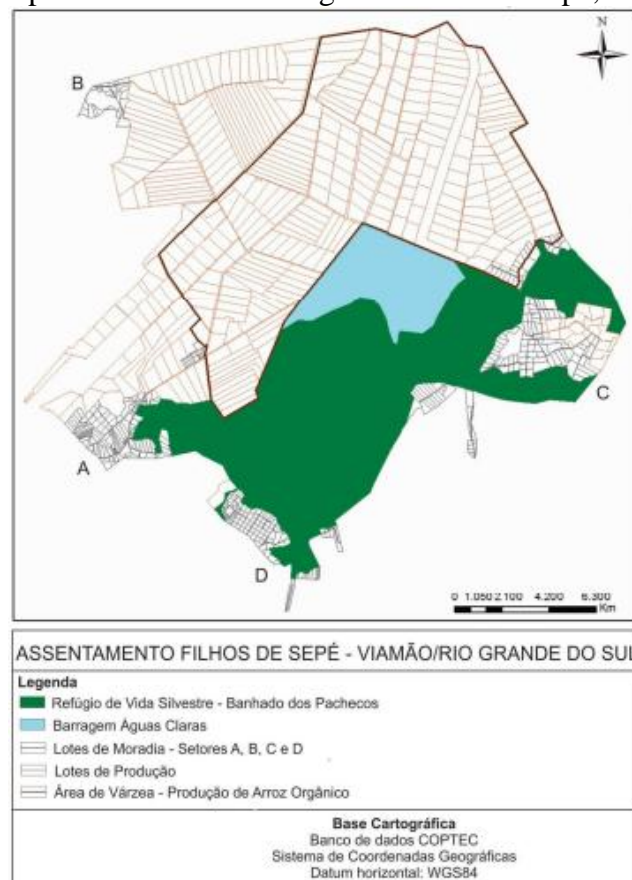 N
B
C
A
D
0 1.050 2.100 4.200 6.300
Km
ASSENTAMENTO FILHOS DE SEPÉ - VIAMÃO/RIO GRANDE DO SUL
Legenda
Refúgio de Vida Silvestre - Banhado dos Pachecos
Barragem Águas Claras
Lotes de Moradia - Setores A, B, C e D
Lotes de Produção
Área de Várzea - Produção de Arroz Orgânico
Base Cartográfica
Banco de dados COPTEC
Sistema de Coordenadas Geográficas
Datum horizontal: WGS84